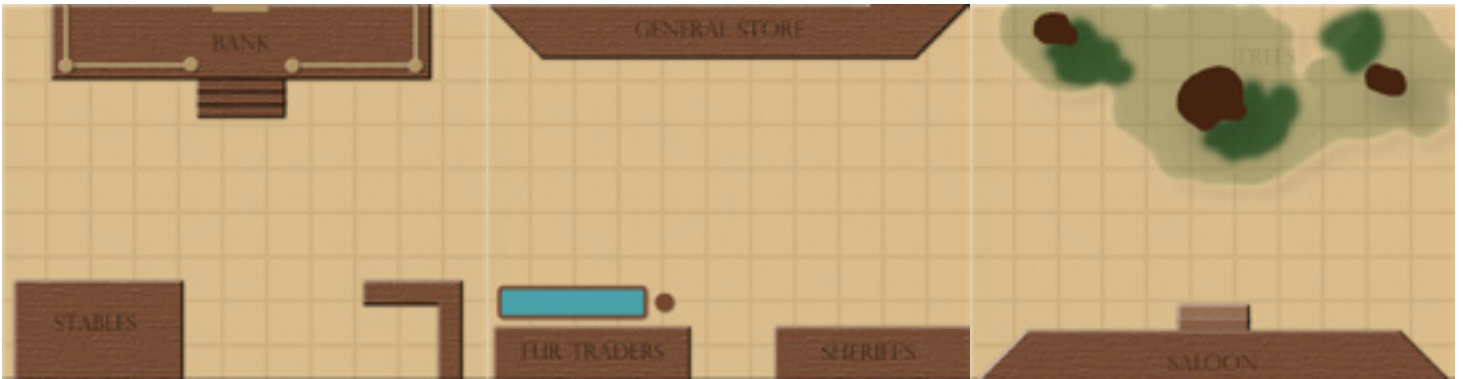 BANK
GENERAL STORE
TREES
STABLES
FUR TRADERS
SHERIFFS
SALOON